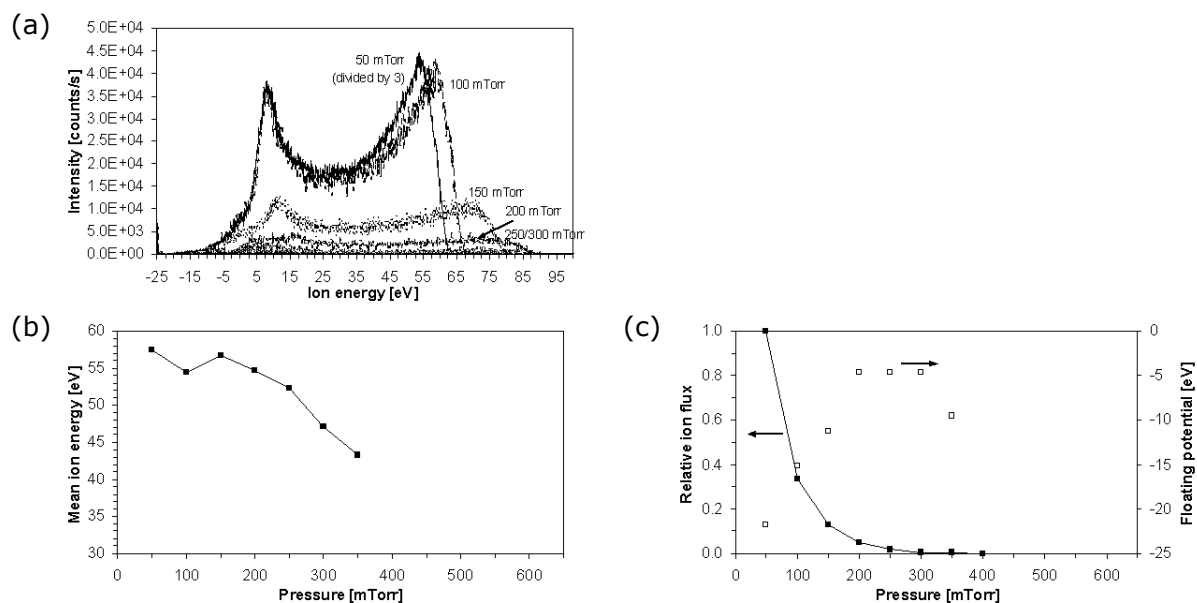 (a)
5.0E+04
4.5E+04
4.0E+04
3.5E+04
3.0E+04
2.5E+04
2.0E+04
1.5E+04
1.0E+04
5.0E+03
0.0E+00
Intensity [counts/s]
50 mTorr
(divided by 3)
100 mTorr
150 mTorr
200 mTorr
250/300 mTorr
-25 -15 -5 5 15 25 35 45 55 65 75 85 95
Ion energy [eV]
(b)
60
55
50
45
40
35
30
Mean ion energy [eV]
0 100 200 300 400 500 600
Pressure [mTorr]
(c)
1.0
0.8
0.6
0.4
0.2
0.0
Relative ion flux
0
-5
-10
-15
-20
-25
Floating potential [eV]
0 100 200 300 400 500 600
Pressure [mTorr]